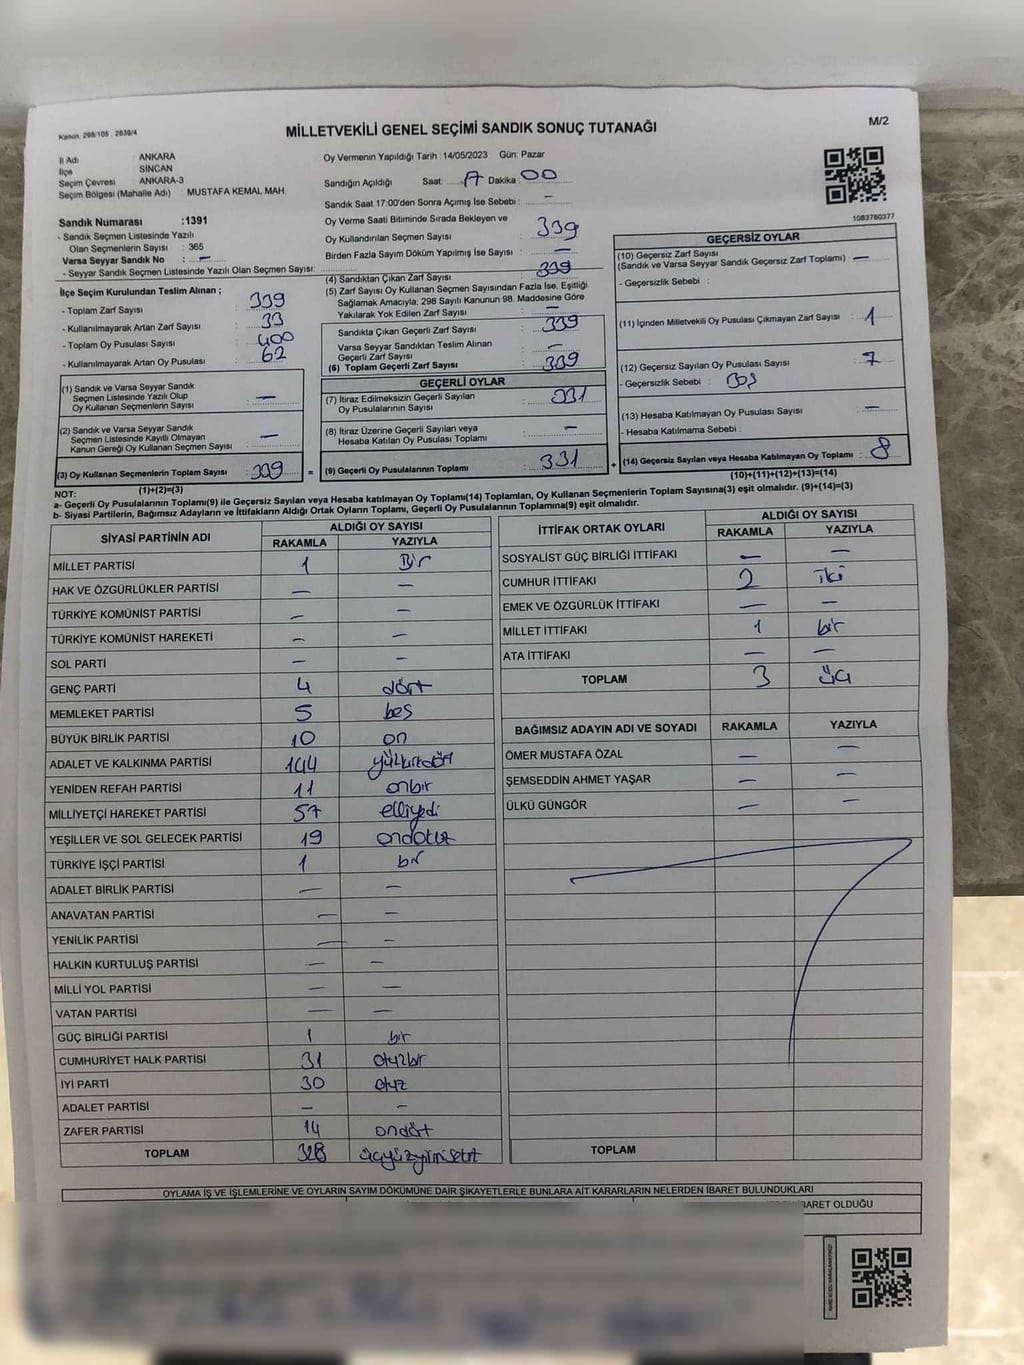 Kanun: 298/105 , 2839/4
MİLLETVEKİLİ GENEL SEÇİMİ SANDIK SONUÇ TUTANAĞI
M/2
İl Adı : ANKARA
İlçe : SİNCAN
Seçim Çevresi : ANKARA-3
Seçim Bölgesi (Mahalle Adı) MUSTAFA KEMAL MAH.
Sandık Numarası :1391
- Sandık Seçmen Listesinde Yazılı
Olan Seçmenlerin Sayısı : 365
Varsa Seyyar Sandık No : —
- Seyyar Sandık Seçmen Listesinde Yazılı Olan Seçmen Sayısı:
İlçe Seçim Kurulundan Teslim Alınan ;
- Toplam Zarf Sayısı : 339
- Kullanılmayarak Artan Zarf Sayısı : 33
- Toplam Oy Pusulası Sayısı : 400
- Kullanılmayarak Artan Oy Pusulası : 62
(1) Sandık ve Varsa Seyyar Sandık
Seçmen Listesinde Yazılı Olup
Oy Kullanan Seçmenlerin Sayısı : —
(2) Sandık ve Varsa Seyyar Sandık
Seçmen Listesinde Kayıtlı Olmayan
Kanun Gereği Oy Kullanan Seçmen Sayısı : —
(3) Oy Kullanan Seçmenlerin Toplam Sayısı : 339 =
(1)+(2)=(3)
Oy Vermenin Yapıldığı Tarih :14/05/2023 Gün: Pazar
Sandığın Açıldığı Saat: 17 Dakika : 00
Sandık Saat 17:00'den Sonra Açımış İse Sebebi : —
Oy Verme Saati Bitiminde Sırada Bekleyen ve
Oy Kullandırılan Seçmen Sayısı : 339
Birden Fazla Sayım Döküm Yapılmış İse Sayısı : —
(4) Sandıktan Çıkan Zarf Sayısı : 339
(5) Zarf Sayısı Oy Kullanan Seçmen Sayısından Fazla İse, Eşitliği
Sağlamak Amacıyla; 298 Sayılı Kanunun 98. Maddesine Göre
Yakılarak Yok Edilen Zarf Sayısı : —
Sandıkta Çıkan Geçerli Zarf Sayısı : 339
Varsa Seyyar Sandıktan Teslim Alınan
Geçerli Zarf Sayısı : —
(6) Toplam Geçerli Zarf Sayısı : 339
GEÇERLİ OYLAR
(7) İtiraz Edilmeksizin Geçerli Sayılan
Oy Pusulalarının Sayısı : 331
(8) İtiraz Üzerine Geçerli Sayılan veya
Hesaba Katılan Oy Pusulası Toplamı : —
(9) Geçerli Oy Pusulalarının Toplamı : 331 +
1083780377
GEÇERSİZ OYLAR
(10) Geçersiz Zarf Sayısı
(Sandık ve Varsa Seyyar Sandık Geçersiz Zarf Toplamı) : —
- Geçersizlik Sebebi :
(11) İçinden Milletvekili Oy Pusulası Çıkmayan Zarf Sayısı : 1
(12) Geçersiz Sayılan Oy Pusulası Sayısı : 7
- Geçersizlik Sebebi : BOŞ
(13) Hesaba Katılmayan Oy Pusulası Sayısı : —
- Hesaba Katılmama Sebebi :
(14) Geçersiz Sayılan veya Hesaba Katılmayan Oy Toplamı : 8
(10)+(11)+(12)+(13)=(14)
NOT:
a- Geçerli Oy Pusulalarının Toplamı(9) ile Geçersiz Sayılan veya Hesaba katılmayan Oy Toplamı(14) Toplamları, Oy Kullanan Seçmenlerin Toplam Sayısına(3) eşit olmalıdır. (9)+(14)=(3)
b- Siyasi Partilerin, Bağımsız Adayların ve İttifakların Aldığı Ortak Oyların Toplamı, Geçerli Oy Pusulalarının Toplamına(9) eşit olmalıdır.
SİYASİ PARTİNİN ADI ALDIĞI OY SAYISI
RAKAMLA YAZIYLA
MİLLET PARTİSİ 1 Bir
HAK VE ÖZGÜRLÜKLER PARTİSİ — —
TÜRKİYE KOMÜNİST PARTİSİ — —
TÜRKİYE KOMÜNİST HAREKETİ — —
SOL PARTİ — —
GENÇ PARTİ 4 dört
MEMLEKET PARTİSİ 5 beş
BÜYÜK BİRLİK PARTİSİ 10 on
ADALET VE KALKINMA PARTİSİ 144
YENİDEN REFAH PARTİSİ 11 onbir
MİLLİYETÇİ HAREKET PARTİSİ 57 elliyedi
YEŞİLLER VE SOL GELECEK PARTİSİ 19 ondokuz
TÜRKİYE İŞÇİ PARTİSİ 1 bir
ADALET BİRLİK PARTİSİ — —
ANAVATAN PARTİSİ — —
YENİLİK PARTİSİ — —
HALKIN KURTULUŞ PARTİSİ — —
MİLLİ YOL PARTİSİ — —
VATAN PARTİSİ — —
GÜÇ BİRLİĞİ PARTİSİ 1 bir
CUMHURİYET HALK PARTİSİ 31 otuzbir
İYİ PARTİ 30 otuz
ADALET PARTİSİ — —
ZAFER PARTİSİ 14 ondört
TOPLAM 328 üçyüzyirmisekiz
İTTİFAK ORTAK OYLARI ALDIĞI OY SAYISI
RAKAMLA YAZIYLA
SOSYALİST GÜÇ BİRLİĞİ İTTİFAKI — —
CUMHUR İTTİFAKI 2 iki
EMEK VE ÖZGÜRLÜK İTTİFAKI — —
MİLLET İTTİFAKI 1 bir
ATA İTTİFAKI — —
TOPLAM 3 üç
BAĞIMSIZ ADAYIN ADI VE SOYADI RAKAMLA YAZIYLA
ÖMER MUSTAFA ÖZAL — —
ŞEMSEDDİN AHMET YAŞAR — —
ÜLKÜ GÜNGÖR — —
TOPLAM
OYLAMA İŞ VE İŞLEMLERİNE VE OYLARIN SAYIM DÖKÜMÜNE DAİR ŞİKAYETLERLE BUNLARA AİT KARARLARIN NELERDEN İBARET BULUNDUKLARI
İBARET OLDUĞU